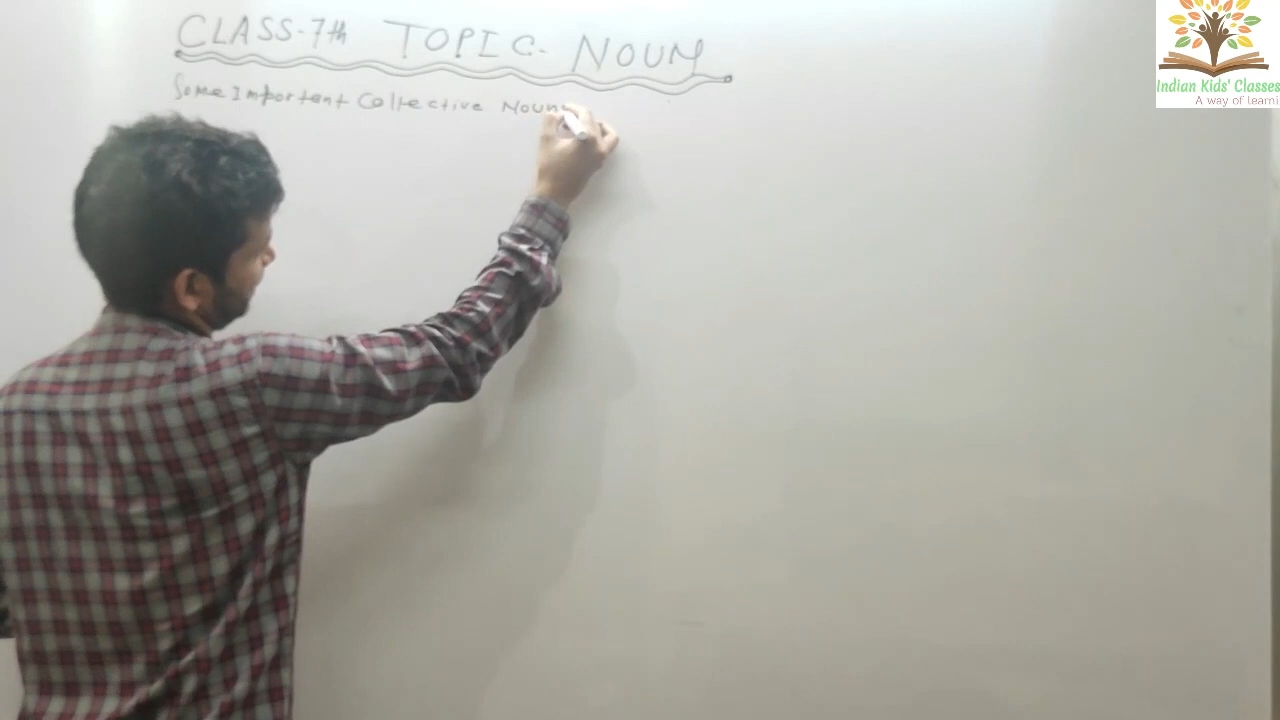 CLASS-7th TOPIC- NOUN
Some Important Collective Nouns
Indian Kids' Classes
A way of learni